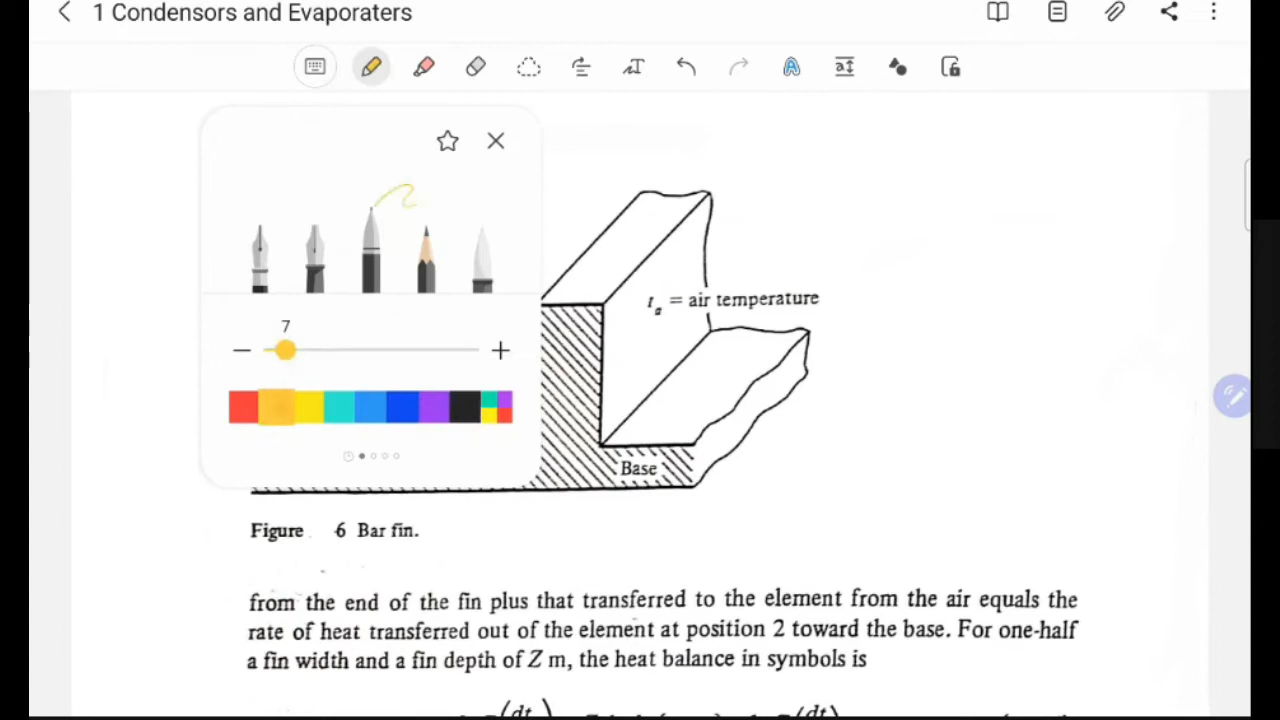 1 Condensors and Evaporaters
7
t_a = air temperature
Base
Figure 6 Bar fin.
from the end of the fin plus that transferred to the element from the air equals the
rate of heat transferred out of the element at position 2 toward the base. For one-half
a fin width and a fin depth of Z m, the heat balance in symbols is